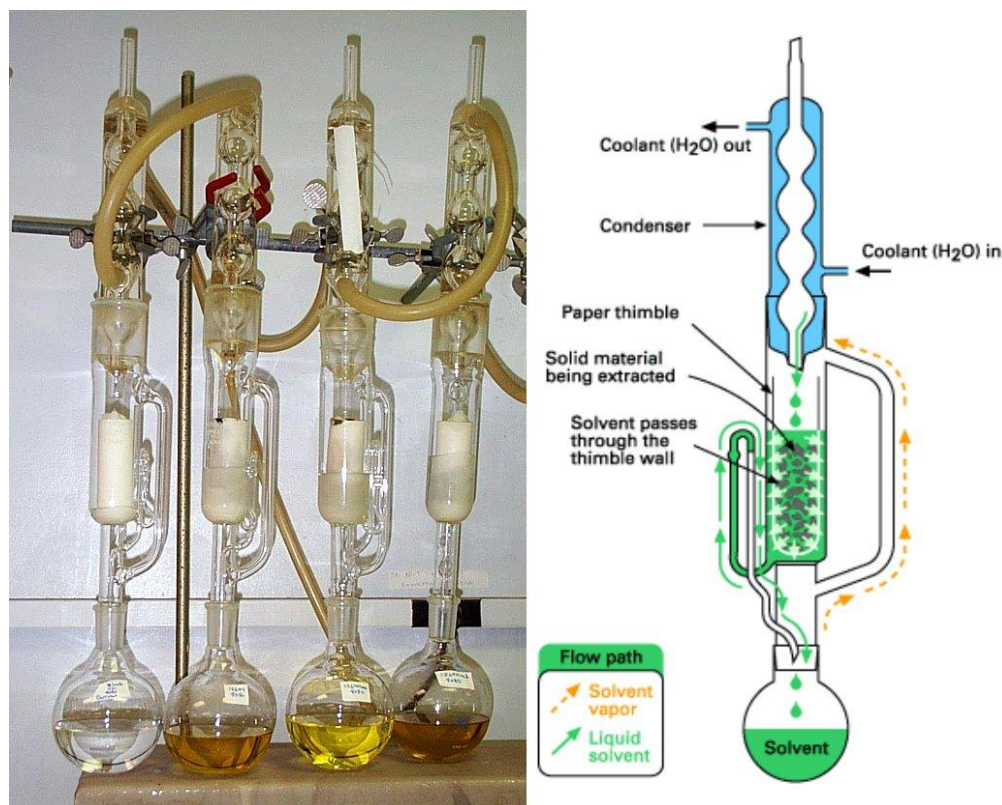 Coolant (H2O) out
Condenser
Coolant (H2O) in
Paper thimble
Solid material
being extracted
Solvent passes
through the
thimble wall
Flow path
Solvent
vapor
Liquid
solvent
Solvent